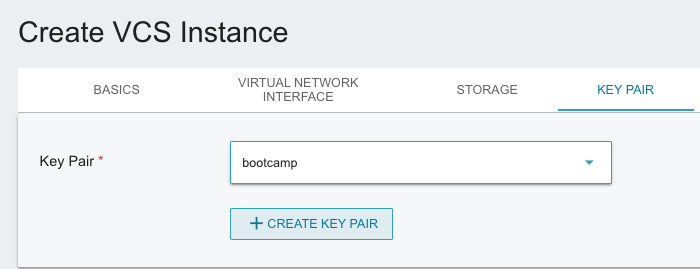 Create VCS Instance
BASICS
VIRTUAL NETWORK
INTERFACE
STORAGE
KEY PAIR
Key Pair *
bootcamp
+ CREATE KEY PAIR